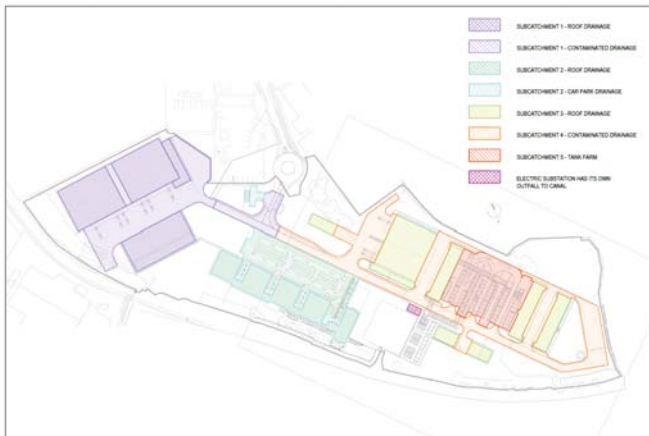 SUBCATCHMENT 1 - ROOF DRAINAGE
SUBCATCHMENT 1 - CONTAMINATED DRAINAGE
SUBCATCHMENT 2 - ROOF DRAINAGE
SUBCATCHMENT 2 - CAR PARK DRAINAGE
SUBCATCHMENT 3 - ROOF DRAINAGE
SUBCATCHMENT 4 - CONTAMINATED DRAINAGE
SUBCATCHMENT 5 - TANK FARM
ELECTRIC SUBSTATION HAS ITS OWN
OUTFALL TO CANAL